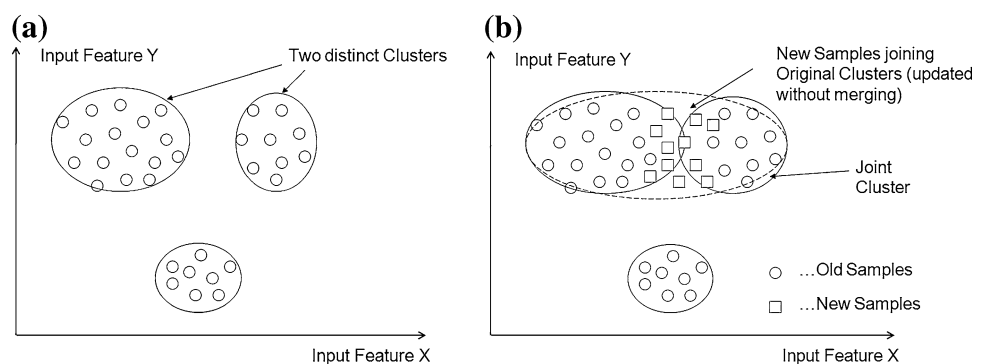 (a)
Input Feature Y
Two distinct Clusters
Input Feature X
(b)
Input Feature Y
New Samples joining
Original Clusters (updated
without merging)
Joint
Cluster
...Old Samples
...New Samples
Input Feature X